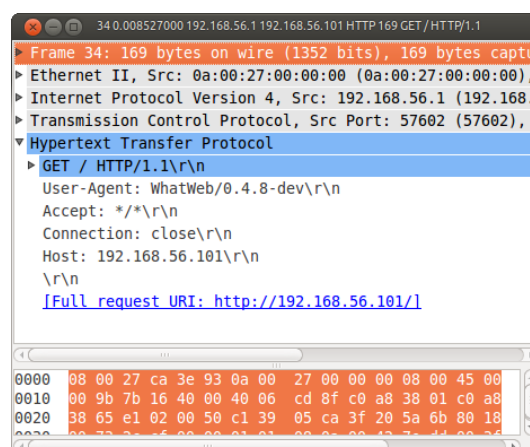 34 0.008527000 192.168.56.1 192.168.56.101 HTTP 169 GET / HTTP/1.1
Frame 34: 169 bytes on wire (1352 bits), 169 bytes captu
Ethernet II, Src: 0a:00:27:00:00:00 (0a:00:27:00:00:00),
Internet Protocol Version 4, Src: 192.168.56.1 (192.168.
Transmission Control Protocol, Src Port: 57602 (57602),
Hypertext Transfer Protocol
GET / HTTP/1.1\r\n
User-Agent: WhatWeb/0.4.8-dev\r\n
Accept: */*\r\n
Connection: close\r\n
Host: 192.168.56.101\r\n
\r\n
[Full request URI: http://192.168.56.101/]
0000 08 00 27 ca 3e 93 0a 00 27 00 00 00 08 00 45 00
0010 00 9b 7b 16 40 00 40 06 cd 8f c0 a8 38 01 c0 a8
0020 38 65 e1 02 00 50 c1 39 05 ca 3f 20 5a 6b 80 18